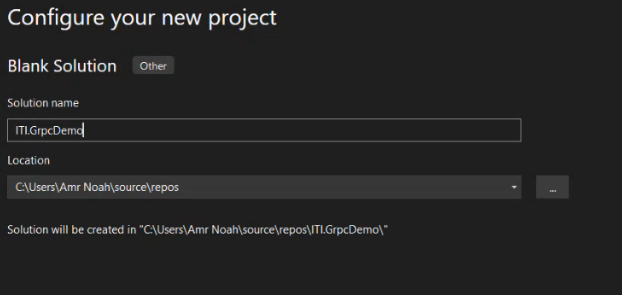 Configure your new project
Blank Solution Other
Solution name
ITI.GrpcDemo
Location
C:\Users\Amr Noah\source\repos
...
Solution will be created in "C:\Users\Amr Noah\source\repos\ITI.GrpcDemo\"